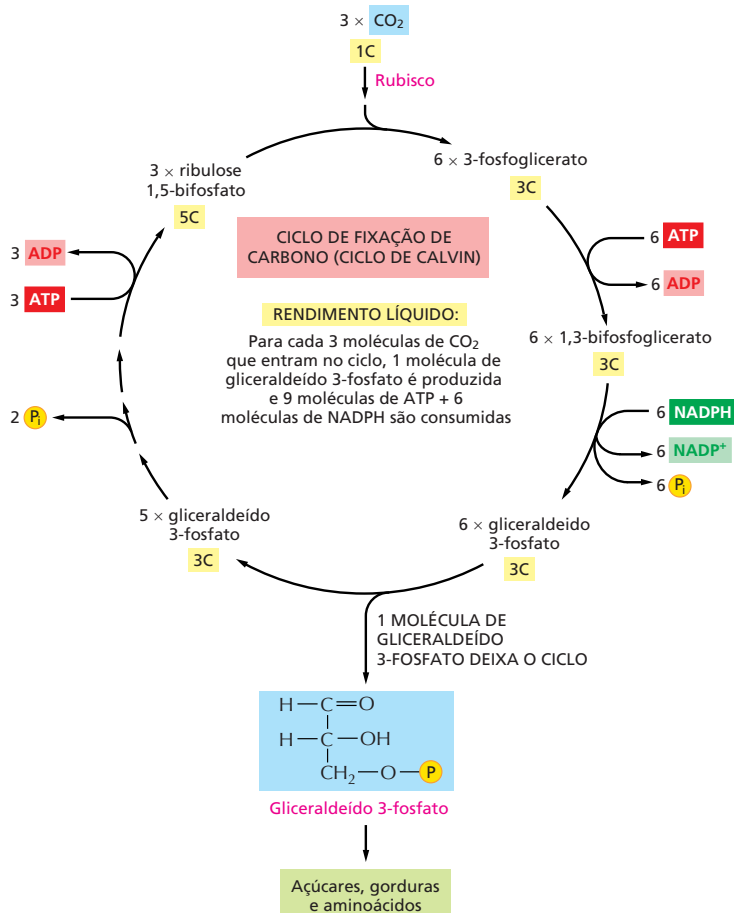 3 × CO2
1C
Rubisco
3 × ribulose
1,5-bifosfato
5C
6 × 3-fosfoglicerato
3C
CICLO DE FIXAÇÃO DE
CARBONO (CICLO DE CALVIN)
3 ADP
3 ATP
6 ATP
6 ADP
RENDIMENTO LÍQUIDO:
Para cada 3 moléculas de CO2
que entram no ciclo, 1 molécula de
gliceraldeído 3-fosfato é produzida
e 9 moléculas de ATP + 6
moléculas de NADPH são consumidas
6 × 1,3-bifosfoglicerato
3C
2 Pi
6 NADPH
6 NADP+
6 Pi
5 × gliceraldeído
3-fosfato
3C
6 × gliceraldeido
3-fosfato
3C
1 MOLÉCULA DE
GLICERALDEÍDO
3-FOSFATO DEIXA O CICLO
H—C=O
H—C—OH
CH2—O—P
Gliceraldeído 3-fosfato
Açúcares, gorduras
e aminoácidos